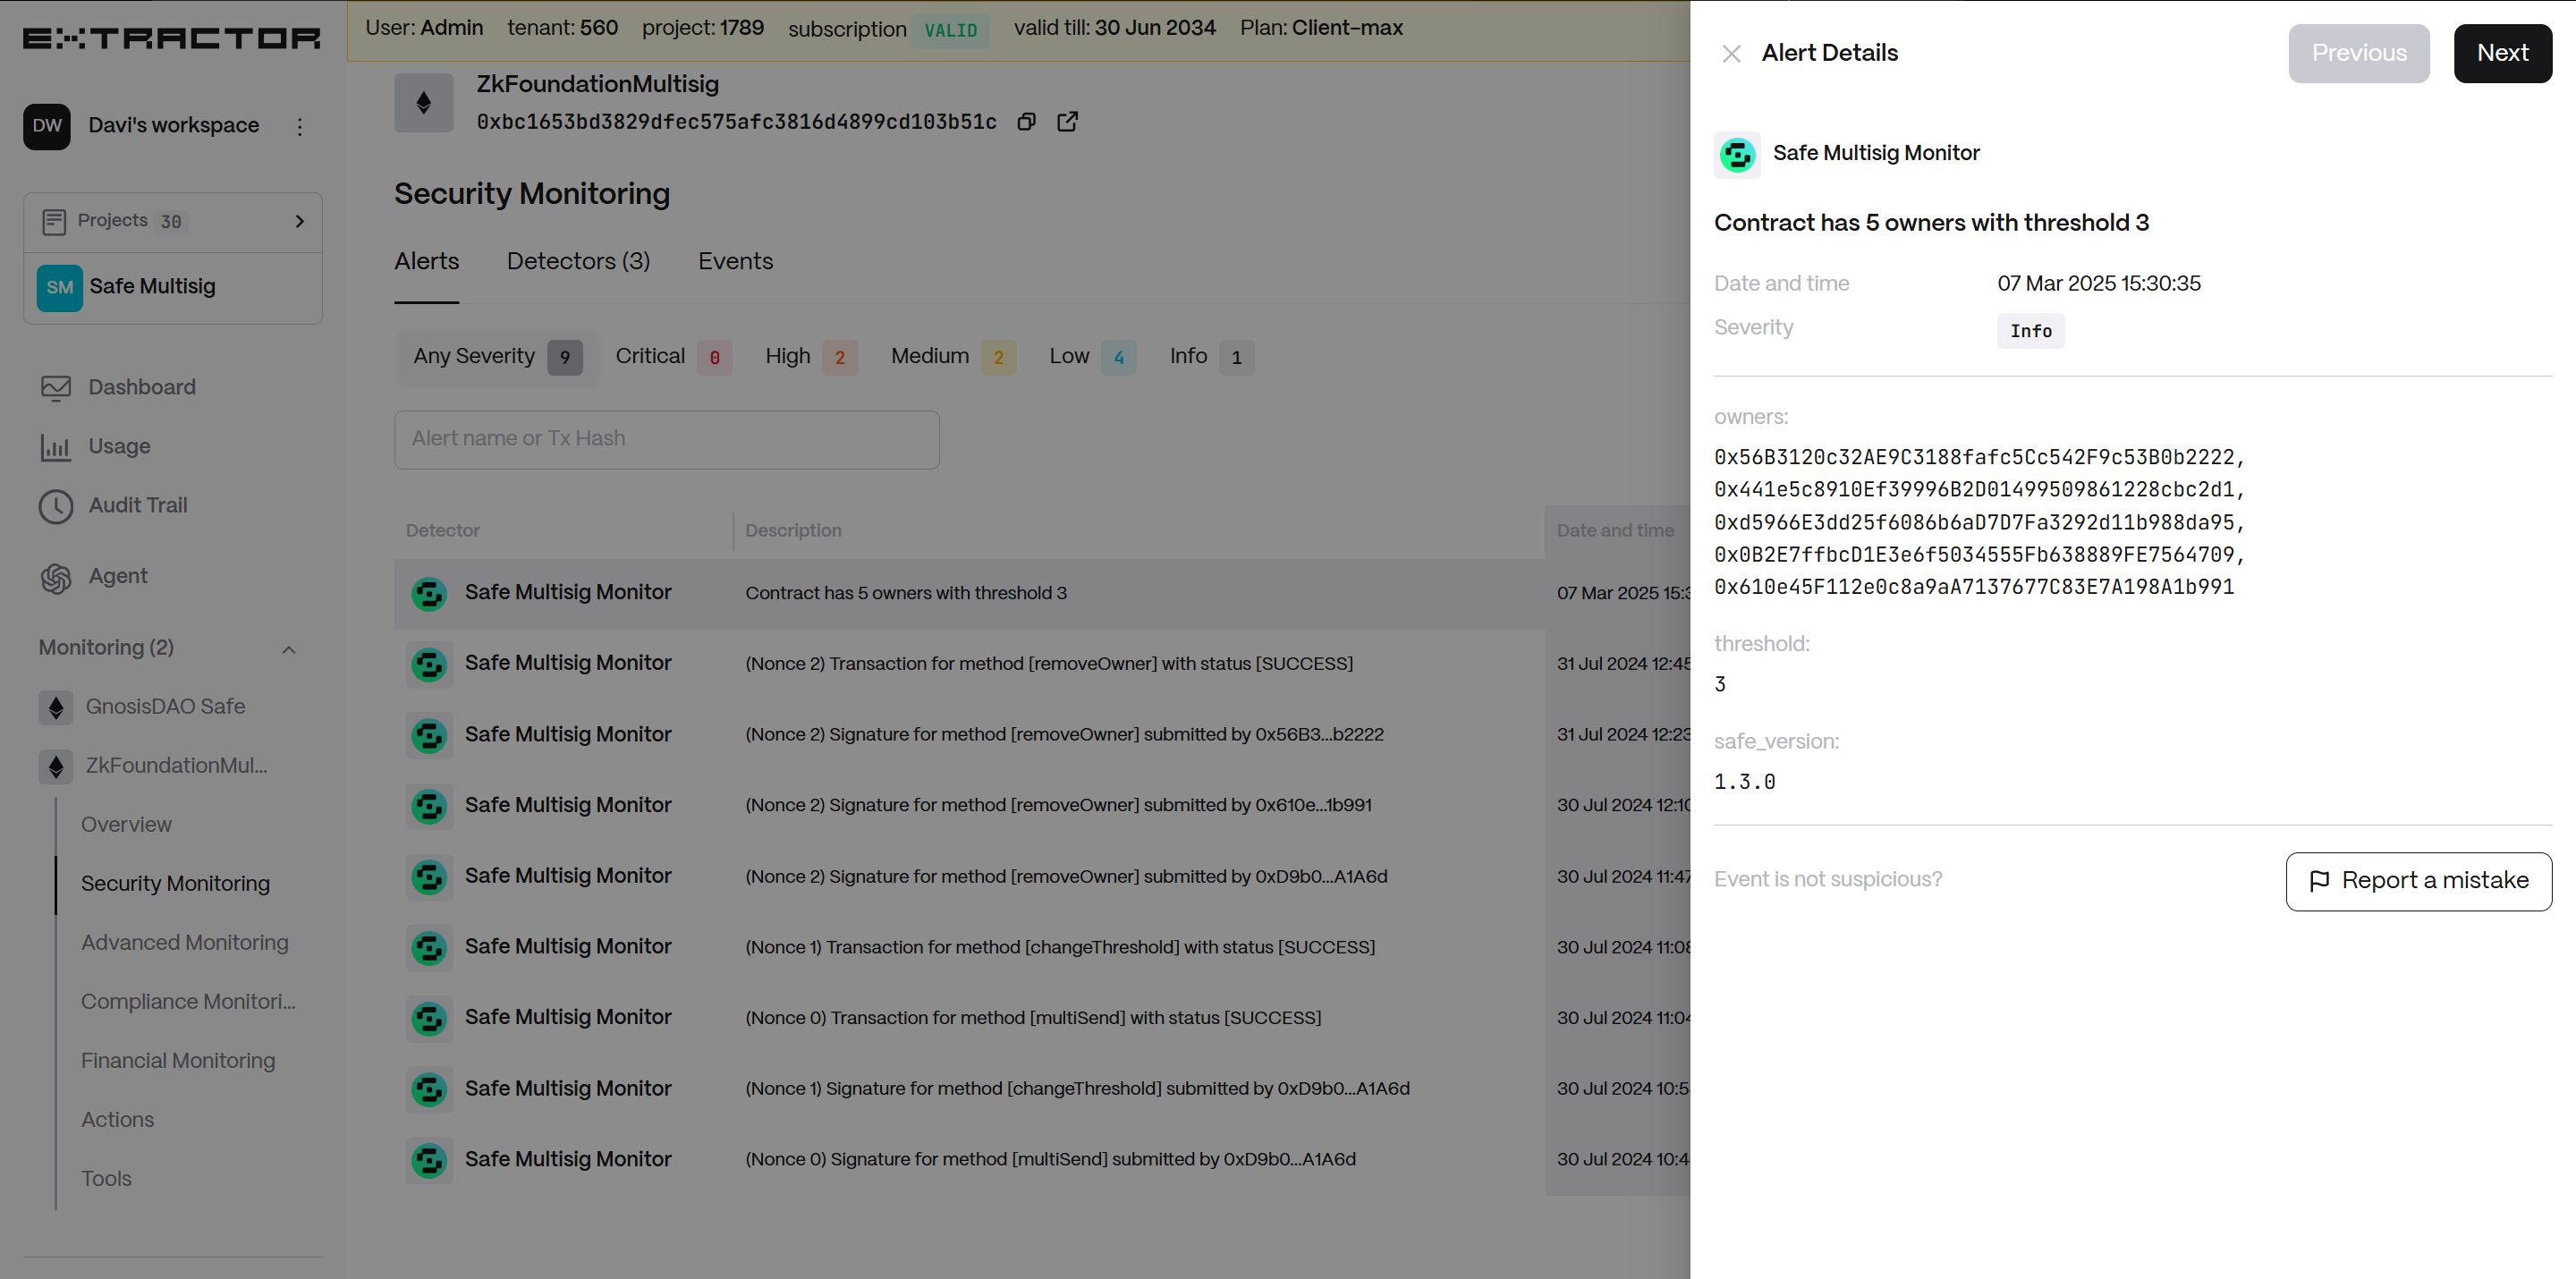 EXTRACTOR
DW Davi's workspace
Projects 30
SM Safe Multisig
Dashboard
Usage
Audit Trail
Agent
Monitoring (2)
GnosisDAO Safe
ZkFoundationMul...
Overview
Security Monitoring
Advanced Monitoring
Compliance Monitori...
Financial Monitoring
Actions
Tools
User: Admin tenant: 560 project: 1789 subscription VALID valid till: 30 Jun 2034 Plan: Client-max
ZkFoundationMultisig
0xbc1653bd3829dfec575afc3816d4899cd103b51c
Security Monitoring
Alerts Detectors (3) Events
Any Severity 9 Critical 0 High 2 Medium 2 Low 4 Info 1
Alert name or Tx Hash
Detector Description Date and time
Safe Multisig Monitor Contract has 5 owners with threshold 3 07 Mar 2025 15:3
Safe Multisig Monitor (Nonce 2) Transaction for method [removeOwner] with status [SUCCESS] 31 Jul 2024 12:45
Safe Multisig Monitor (Nonce 2) Signature for method [removeOwner] submitted by 0x56B3...b2222 31 Jul 2024 12:23
Safe Multisig Monitor (Nonce 2) Signature for method [removeOwner] submitted by 0x610e...1b991 30 Jul 2024 12:10
Safe Multisig Monitor (Nonce 2) Signature for method [removeOwner] submitted by 0xD9b0...A1A6d 30 Jul 2024 11:47
Safe Multisig Monitor (Nonce 1) Transaction for method [changeThreshold] with status [SUCCESS] 30 Jul 2024 11:08
Safe Multisig Monitor (Nonce 0) Transaction for method [multiSend] with status [SUCCESS] 30 Jul 2024 11:04
Safe Multisig Monitor (Nonce 1) Signature for method [changeThreshold] submitted by 0xD9b0...A1A6d 30 Jul 2024 10:5
Safe Multisig Monitor (Nonce 0) Signature for method [multiSend] submitted by 0xD9b0...A1A6d 30 Jul 2024 10:4
Alert Details Previous Next
Safe Multisig Monitor
Contract has 5 owners with threshold 3
Date and time 07 Mar 2025 15:30:35
Severity Info
owners:
0x56B3120c32AE9C3188fafc5Cc542F9c53B0b2222,
0x441e5c8910Ef39996B2D01499509861228cbc2d1,
0xd5966E3dd25f6086b6aD7D7Fa3292d11b988da95,
0x0B2E7ffbcD1E3e6f5034555Fb638889FE7564709,
0x610e45F112e0c8a9aA7137677C83E7A198A1b991
threshold:
3
safe_version:
1.3.0
Event is not suspicious? Report a mistake